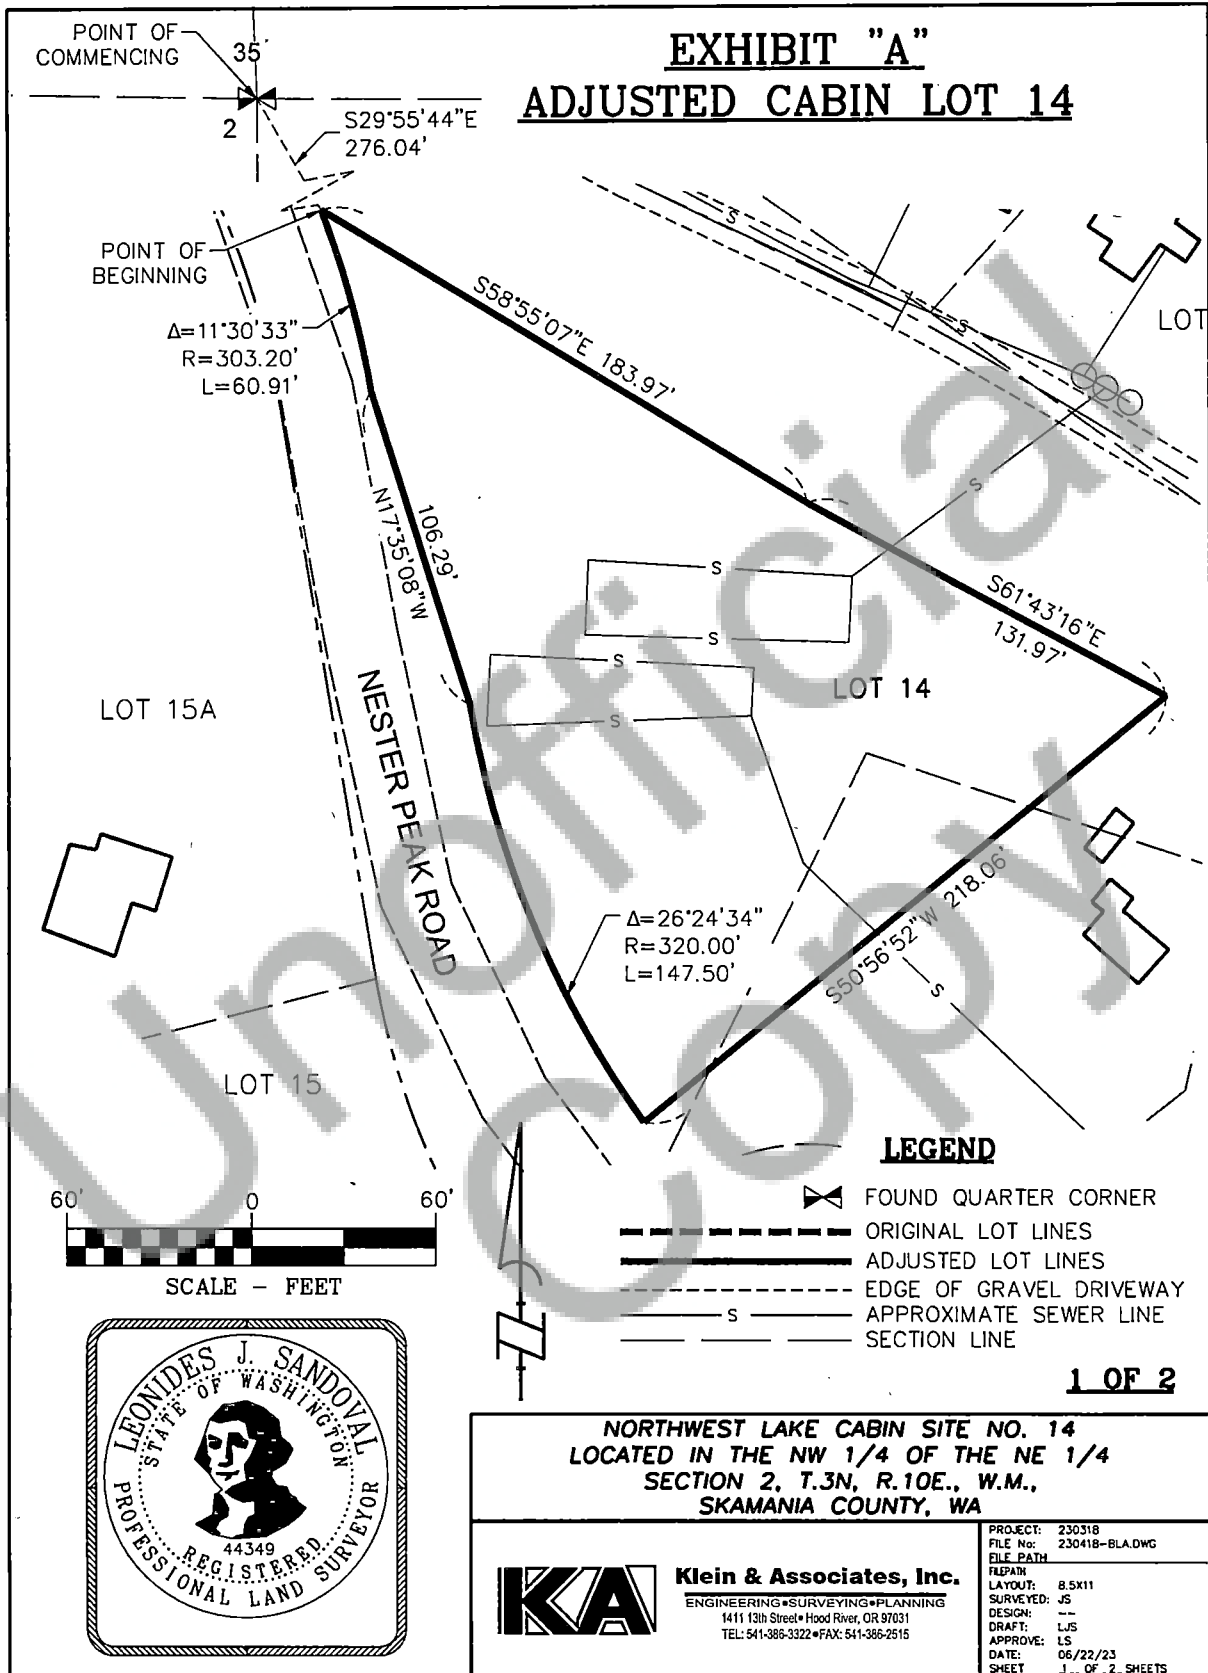 EXHIBIT "A"
ADJUSTED CABIN LOT 14
POINT OF
COMMENCING
35
2
S29°55'44"E
276.04'
POINT OF
BEGINNING
Δ=11°30'33"
R=303.20'
L=60.91'
S58°55'07"E 183.97'
S
S
LOT
S
106.29'
N17°35'08"W
S
S
S61°43'16"E
131.97'
S
S
LOT 14
LOT 15A
NESTER PEAK ROAD
Δ=26°24'34"
R=320.00'
L=147.50'
S50°56'52"W 218.06'
S
LOT 15
Unofficial
Copy
60'
0
60'
SCALE - FEET
LEGEND
FOUND QUARTER CORNER
ORIGINAL LOT LINES
ADJUSTED LOT LINES
EDGE OF GRAVEL DRIVEWAY
S
APPROXIMATE SEWER LINE
SECTION LINE
N
1 OF 2
LEONIDES J. SANDOVAL
STATE OF WASHINGTON
44349
REGISTERED
PROFESSIONAL LAND SURVEYOR
NORTHWEST LAKE CABIN SITE NO. 14
LOCATED IN THE NW 1/4 OF THE NE 1/4
SECTION 2, T.3N, R.10E., W.M.,
SKAMANIA COUNTY, WA
KA
Klein & Associates, Inc.
ENGINEERING•SURVEYING•PLANNING
1411 13th Street• Hood River, OR 97031
TEL: 541-386-3322•FAX: 541-386-2515
PROJECT: 230318
FILE No: 230418-BLA.DWG
FILE PATH
FILEPATH
LAYOUT: 8.5X11
SURVEYED: JS
DESIGN: --
DRAFT: LJS
APPROVE: LS
DATE: 06/22/23
SHEET 1 OF 2 SHEETS